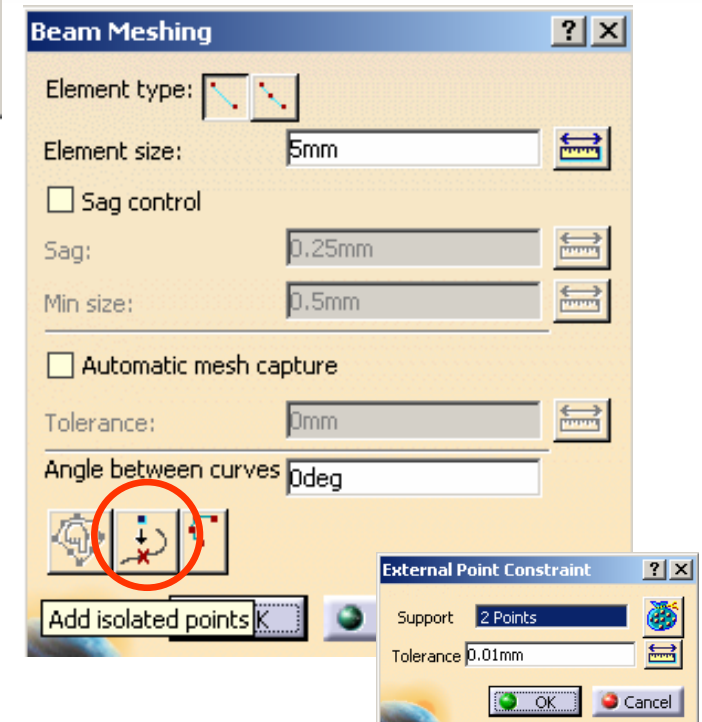 Beam Meshing ? X
Element type:
Element size: 5mm
Sag control
Sag: 0.25mm
Min size: 0.5mm
Automatic mesh capture
Tolerance: 0mm
Angle between curves 0deg
Add isolated points K
External Point Constraint ? X
Support 2 Points
Tolerance 0.01mm
OK Cancel